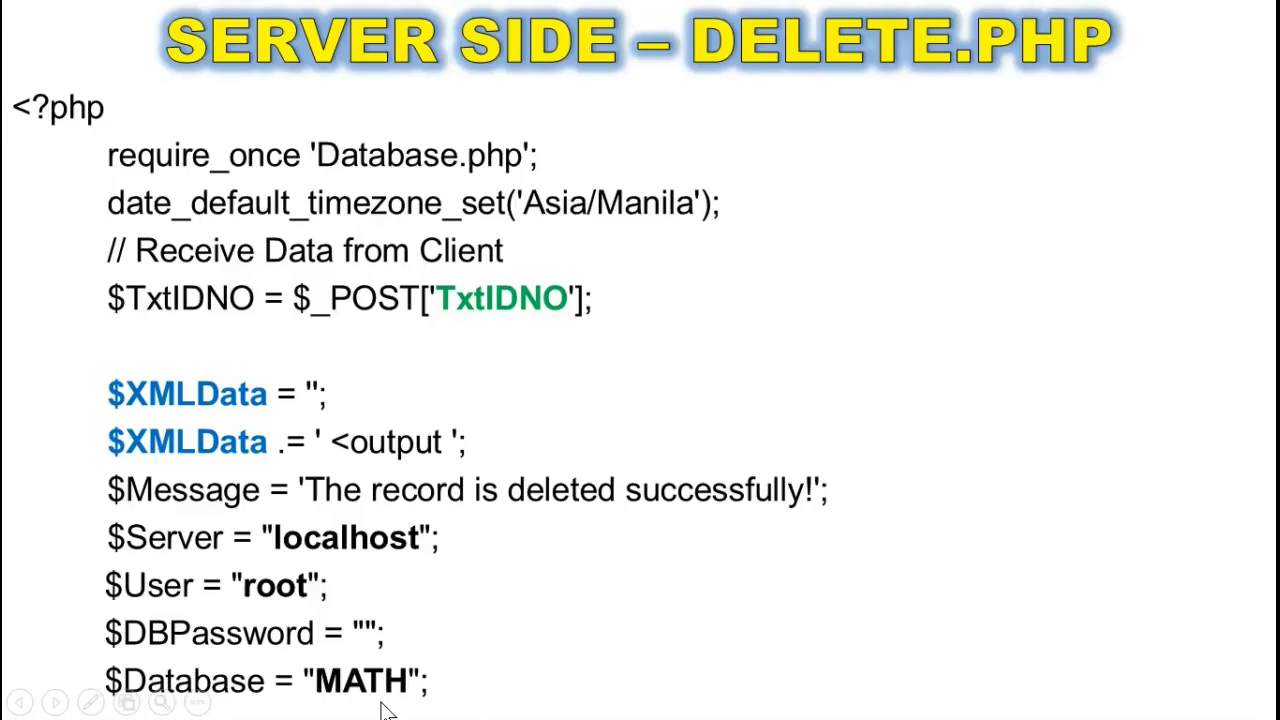 SERVER SIDE – DELETE.PHP
<?php
require_once 'Database.php';
date_default_timezone_set('Asia/Manila');
// Receive Data from Client
$TxtIDNO = $_POST['TxtIDNO'];
$XMLData = '';
$XMLData .= ' <output ';
$Message = 'The record is deleted successfully!';
$Server = "localhost";
$User = "root";
$DBPassword = "";
$Database = "MATH";